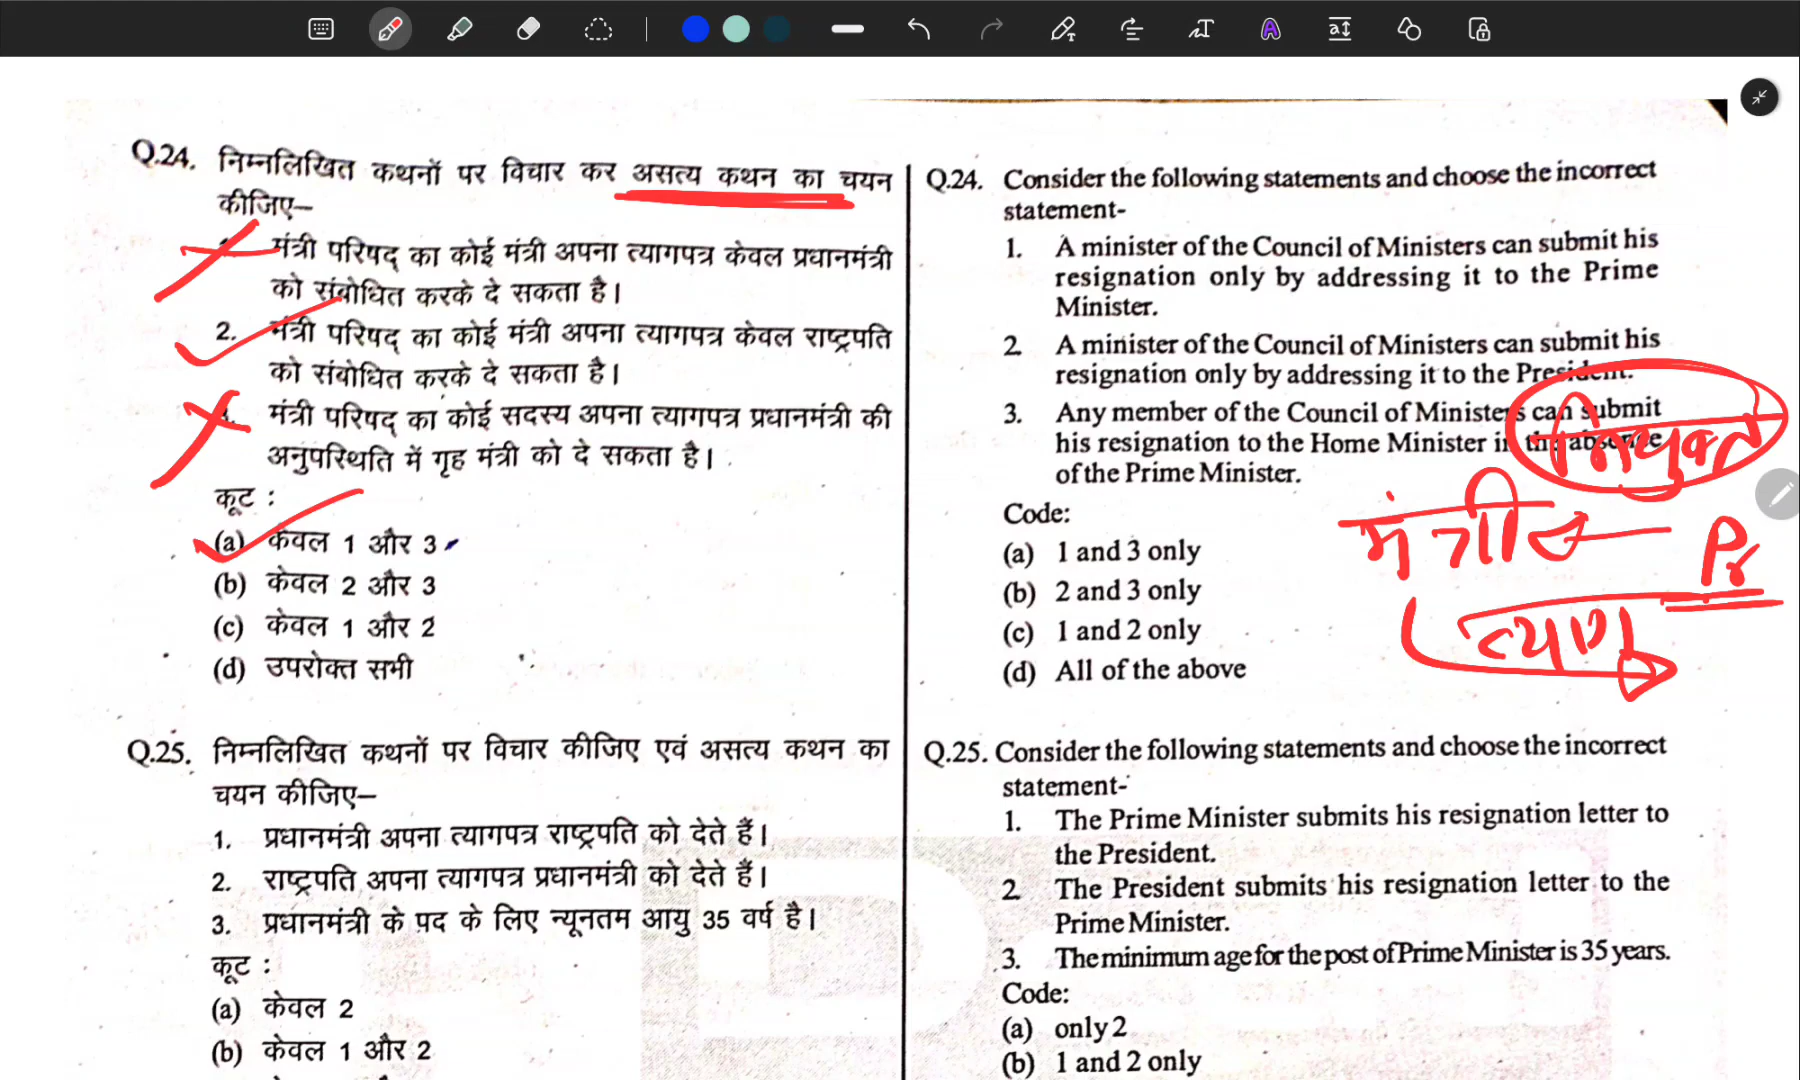 Q.24. निम्नलिखित कथनों पर विचार कर असत्य कथन का चयन
कीजिए–
मंत्री परिषद् का कोई मंत्री अपना त्यागपत्र केवल प्रधानमंत्री
को संबोधित करके दे सकता है।
2. मंत्री परिषद् का कोई मंत्री अपना त्यागपत्र केवल राष्ट्रपति
को संबोधित करके दे सकता है।
मंत्री परिषद् का कोई सदस्य अपना त्यागपत्र प्रधानमंत्री की
अनुपस्थिति में गृह मंत्री को दे सकता है।
कूट :
(a) केवल 1 और 3
(b) केवल 2 और 3
(c) केवल 1 और 2
(d) उपरोक्त सभी
Q.25. निम्नलिखित कथनों पर विचार कीजिए एवं असत्य कथन का
चयन कीजिए–
1. प्रधानमंत्री अपना त्यागपत्र राष्ट्रपति को देते हैं।
2. राष्ट्रपति अपना त्यागपत्र प्रधानमंत्री को देते हैं।
3. प्रधानमंत्री के पद के लिए न्यूनतम आयु 35 वर्ष है।
कूट :
(a) केवल 2
(b) केवल 1 और 2
Q.24. Consider the following statements and choose the incorrect
statement-
1. A minister of the Council of Ministers can submit his
resignation only by addressing it to the Prime
Minister.
2. A minister of the Council of Ministers can submit his
resignation only by addressing it to the President.
3. Any member of the Council of Ministers can submit
his resignation to the Home Minister in the absence
of the Prime Minister.
Code:
(a) 1 and 3 only
(b) 2 and 3 only
(c) 1 and 2 only
(d) All of the above
नियुक्त
मंत्री
Pr
Q.25. Consider the following statements and choose the incorrect
statement-
1. The Prime Minister submits his resignation letter to
the President.
2. The President submits his resignation letter to the
Prime Minister.
3. The minimum age for the post of Prime Minister is 35 years.
Code:
(a) only 2
(b) 1 and 2 only